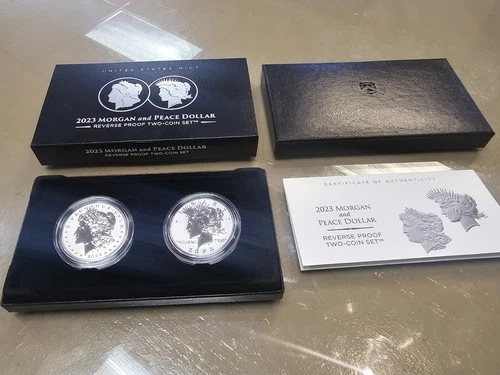 UNITED STATES MINT
2023 MORGAN and PEACE DOLLAR
REVERSE PROOF TWO-COIN SET™
2023 MORGAN and PEACE DOLLAR
REVERSE PROOF TWO-COIN SET
CERTIFICATE OF AUTHENTICITY
2023 MORGAN
and
PEACE DOLLAR
REVERSE PROOF
TWO-COIN SET™